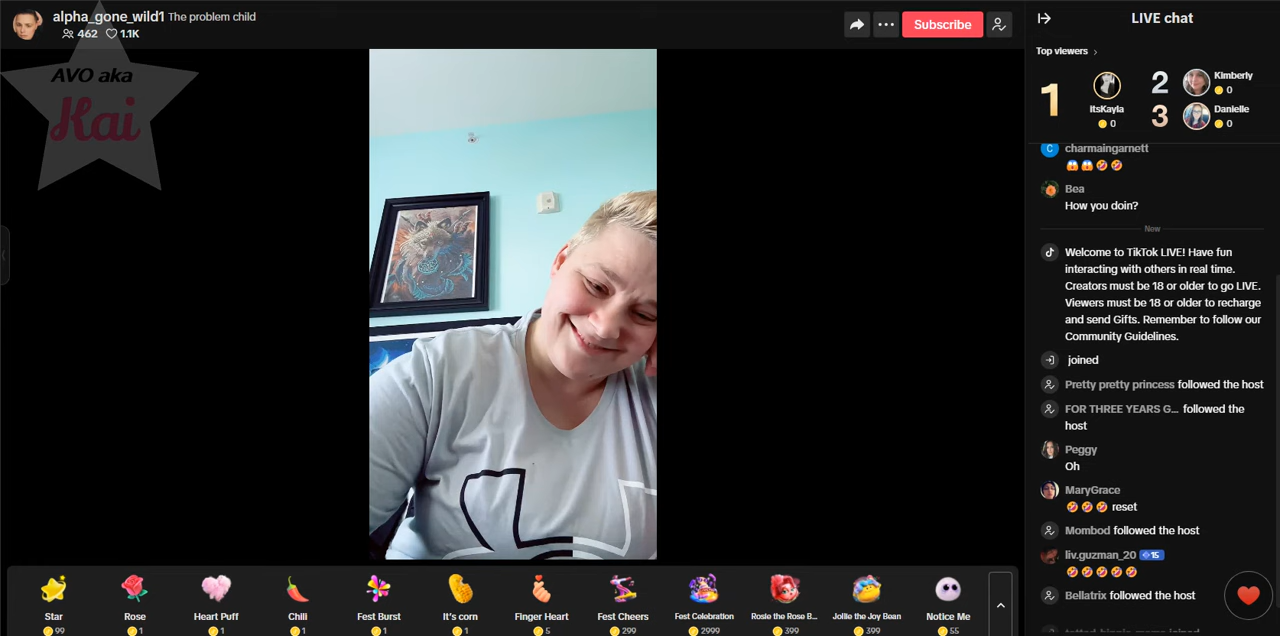 alpha_gone_wild1 The problem child
462 1.1K
Subscribe
AVO aka
Kai
LIVE chat
Top viewers >
1
ItsKayla
0
2
Kimberly
0
3
Danielle
0
C charmaingarnett
😱😱🤣🤣
Bea
How you doin?
Now
Welcome to TikTok LIVE! Have fun
interacting with others in real time.
Creators must be 18 or older to go LIVE.
Viewers must be 18 or older to recharge
and send Gifts. Remember to follow our
Community Guidelines.
joined
Pretty pretty princess followed the host
FOR THREE YEARS G... followed the
host
Peggy
Oh
MaryGrace
🤣🤣🤣 reset
Mombod followed the host
liv.guzman_20 15
🤣🤣🤣🤣🤣
Bellatrix followed the host
Star
99
Rose
1
Heart Puff
1
Chili
1
Fest Burst
1
It's corn
1
Finger Heart
5
Fest Cheers
299
Fest Celebration
2999
Rosie the Rose B...
399
Jollie the Joy Bean
399
Notice Me
55